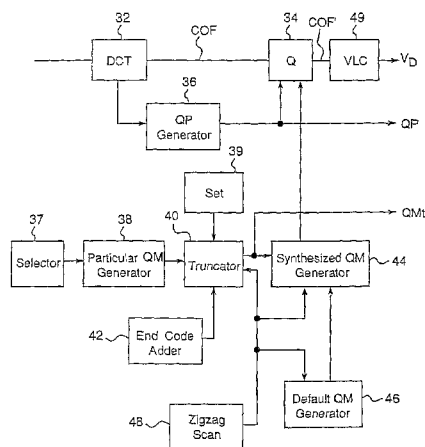 32
COF
34
COF'
49
DCT
Q
VLC
V_D
36
QP
Generator
QP
39
Set
37
38
40
QMt
Selector
Particular QM
Generator
Truncator
Synthesized QM
Generator
44
42
End Code
Adder
Default QM
Generator
46
48
Zigzag
Scan